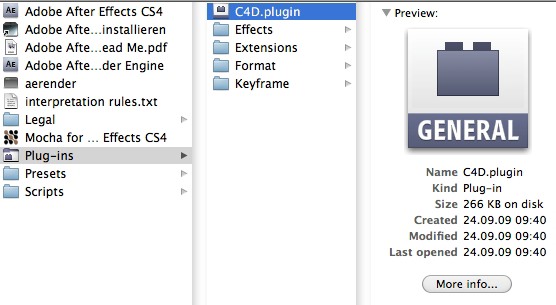 Adobe After Effects CS4
Adobe Afte...installieren
Adobe Afte...ead Me.pdf
Adobe Afte...der Engine
aerender
interpretation rules.txt
Legal
Mocha for ... Effects CS4
Plug-ins
Presets
Scripts
C4D.plugin
Effects
Extensions
Format
Keyframe
Preview:
GENERAL
Name C4D.plugin
Kind Plug-in
Size 266 KB on disk
Created 24.09.09 09:40
Modified 24.09.09 09:40
Last opened 24.09.09 09:40
More info...